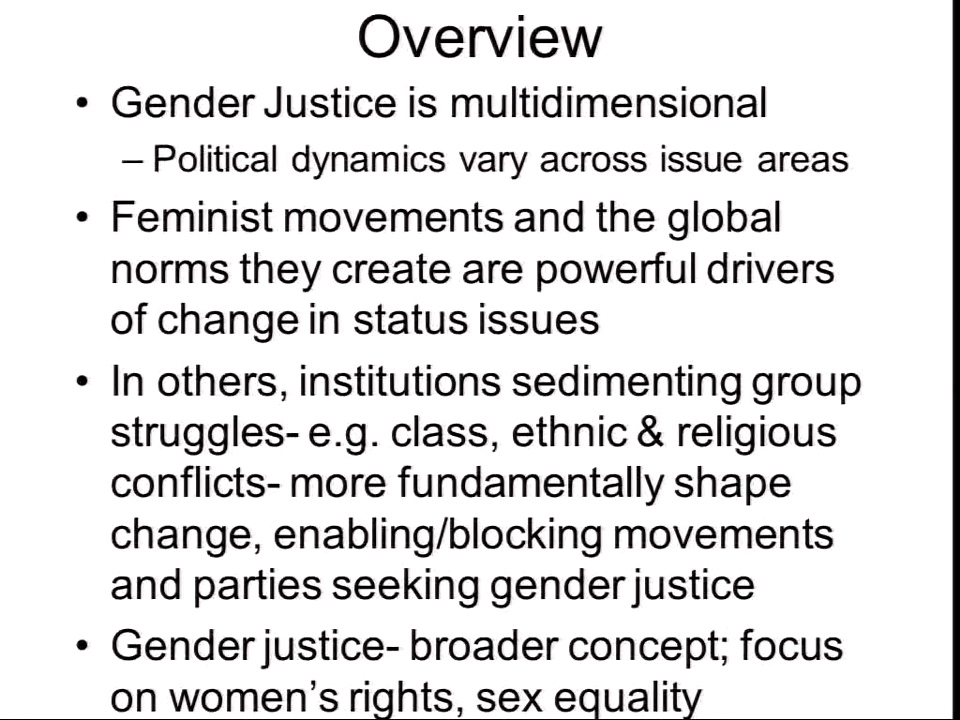 Overview
• Gender Justice is multidimensional
– Political dynamics vary across issue areas
• Feminist movements and the global
norms they create are powerful drivers
of change in status issues
• In others, institutions sedimenting group
struggles- e.g. class, ethnic & religious
conflicts- more fundamentally shape
change, enabling/blocking movements
and parties seeking gender justice
• Gender justice- broader concept; focus
on women’s rights, sex equality